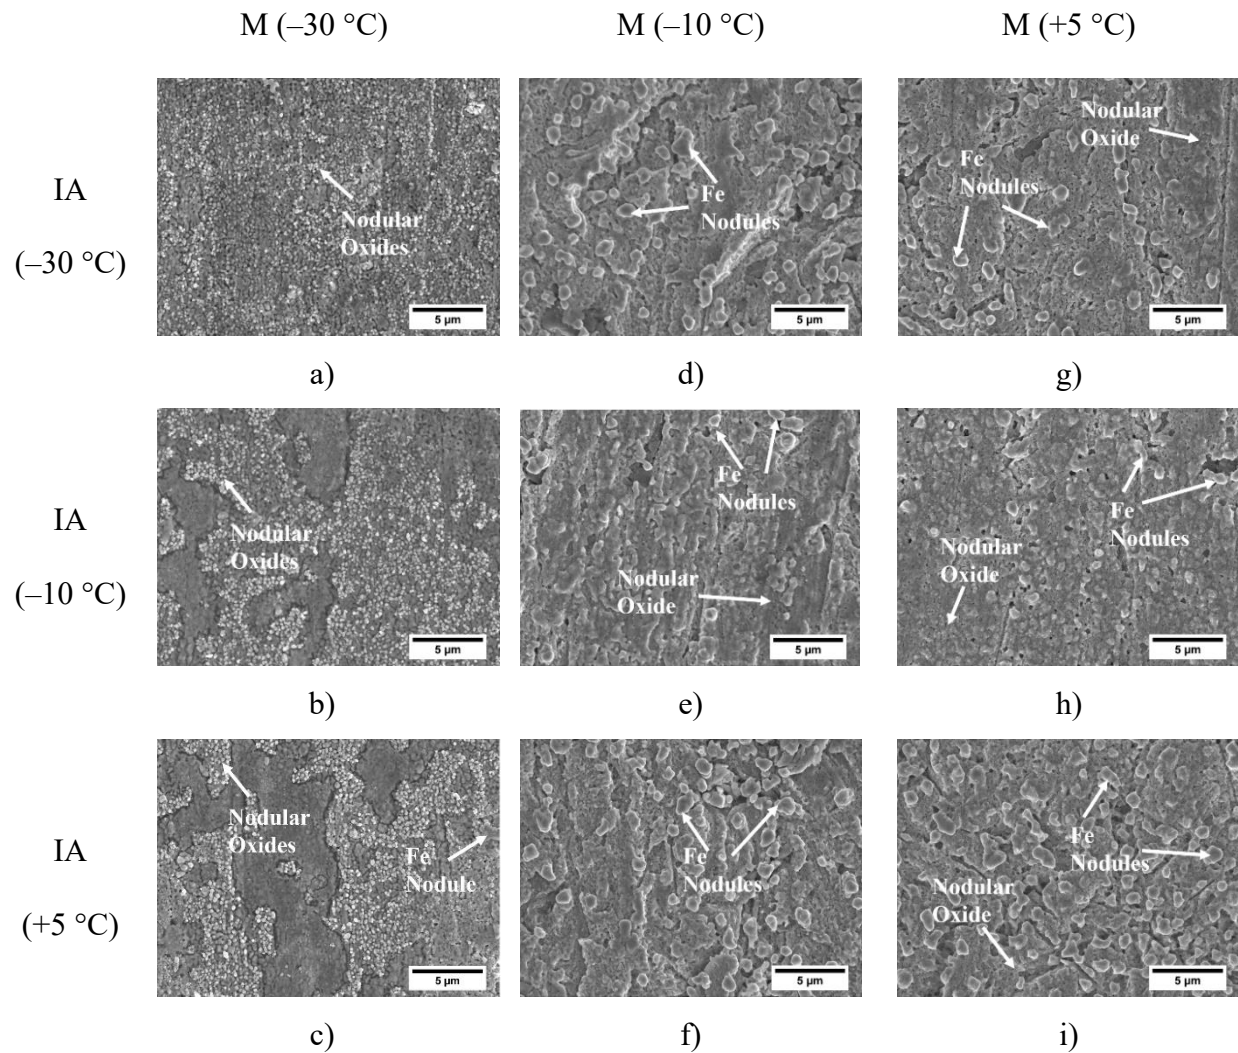 M (–30 °C)
M (–10 °C)
M (+5 °C)
IA
(–30 °C)
Nodular
Oxides
5 µm
Fe
Nodules
5 µm
Nodular
Oxide
Fe
Nodules
5 µm
a)
d)
g)
IA
(–10 °C)
Nodular
Oxides
5 µm
Fe
Nodules
Nodular
Oxide
5 µm
Fe
Nodules
Nodular
Oxide
5 µm
b)
e)
h)
IA
(+5 °C)
Nodular
Oxides
Fe
Nodule
5 µm
Fe
Nodules
5 µm
Fe
Nodules
Nodular
Oxide
5 µm
c)
f)
i)